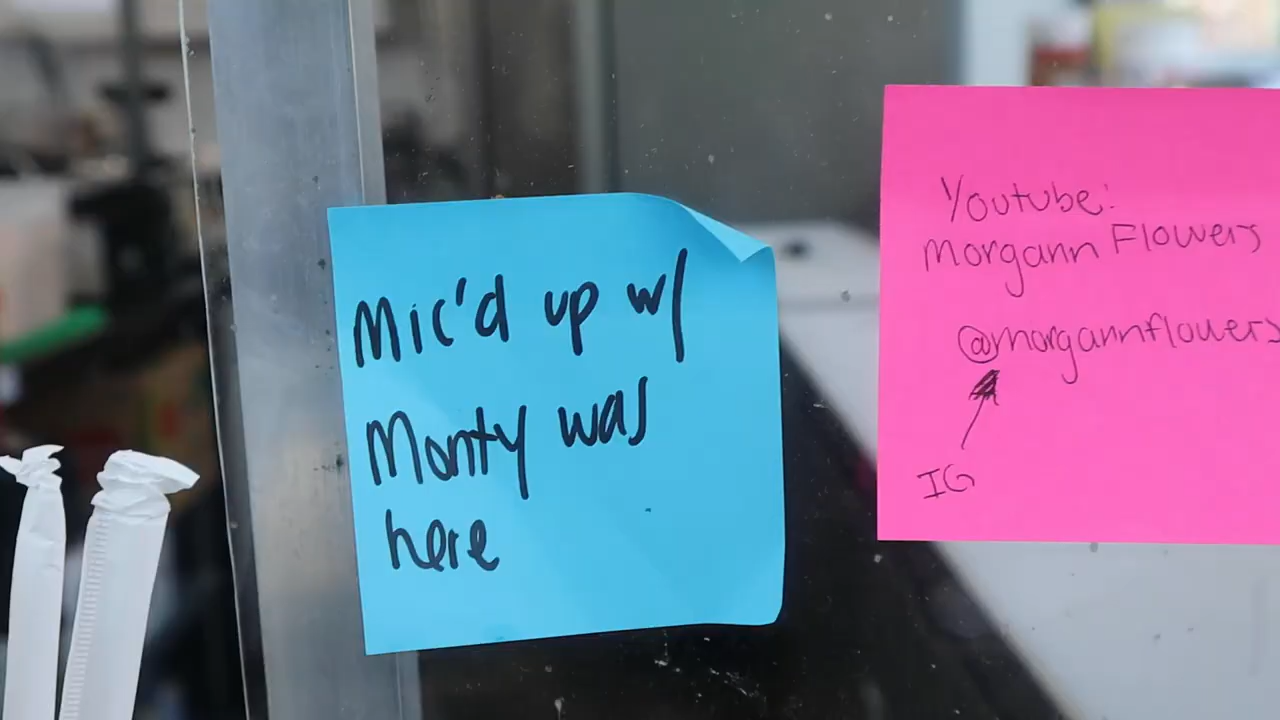 Mic'd up w/
Monty was
here
Youtube:
Morgann Flowers
@morgannflowers
IG